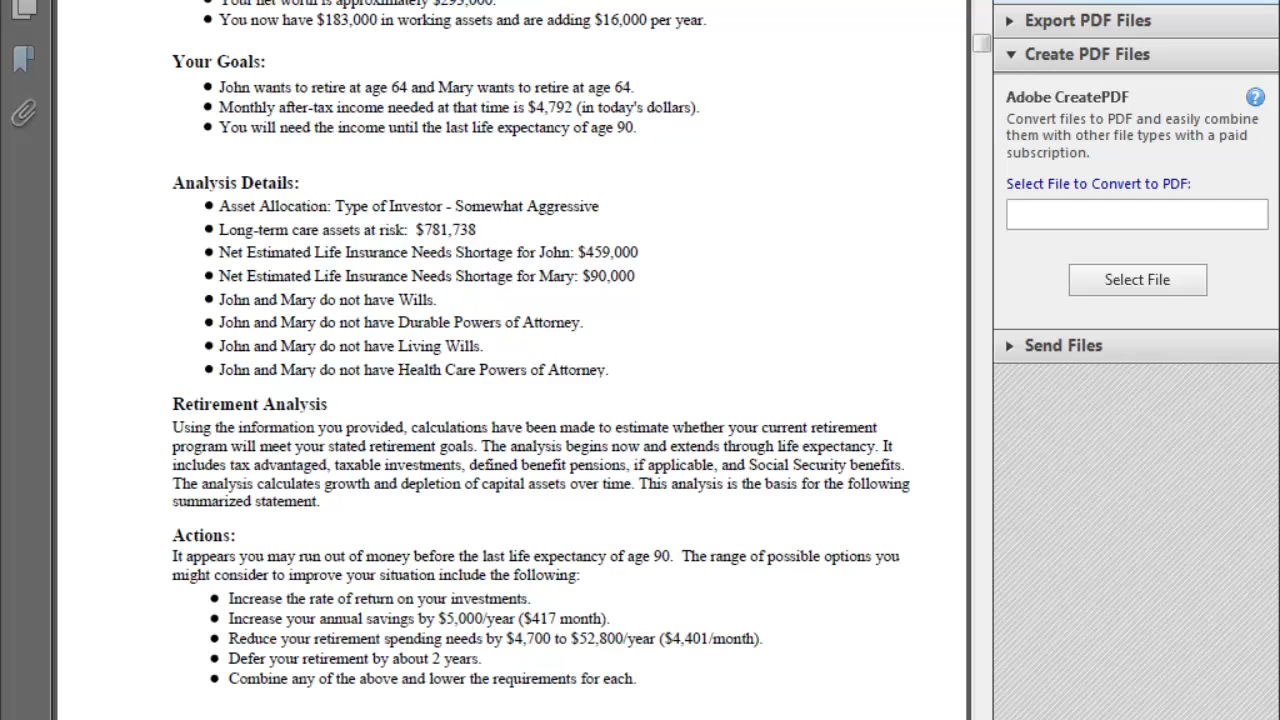 Your net worth is approximately $293,000.
You now have $183,000 in working assets and are adding $16,000 per year.
Your Goals:
John wants to retire at age 64 and Mary wants to retire at age 64.
Monthly after-tax income needed at that time is $4,792 (in today's dollars).
You will need the income until the last life expectancy of age 90.
Analysis Details:
Asset Allocation: Type of Investor - Somewhat Aggressive
Long-term care assets at risk: $781,738
Net Estimated Life Insurance Needs Shortage for John: $459,000
Net Estimated Life Insurance Needs Shortage for Mary: $90,000
John and Mary do not have Wills.
John and Mary do not have Durable Powers of Attorney.
John and Mary do not have Living Wills.
John and Mary do not have Health Care Powers of Attorney.
Retirement Analysis
Using the information you provided, calculations have been made to estimate whether your current retirement
program will meet your stated retirement goals. The analysis begins now and extends through life expectancy. It
includes tax advantaged, taxable investments, defined benefit pensions, if applicable, and Social Security benefits.
The analysis calculates growth and depletion of capital assets over time. This analysis is the basis for the following
summarized statement.
Actions:
It appears you may run out of money before the last life expectancy of age 90. The range of possible options you
might consider to improve your situation include the following:
Increase the rate of return on your investments.
Increase your annual savings by $5,000/year ($417 month).
Reduce your retirement spending needs by $4,700 to $52,800/year ($4,401/month).
Defer your retirement by about 2 years.
Combine any of the above and lower the requirements for each.
Export PDF Files
Create PDF Files
Adobe CreatePDF
Convert files to PDF and easily combine
them with other file types with a paid
subscription.
Select File to Convert to PDF:
Select File
Send Files